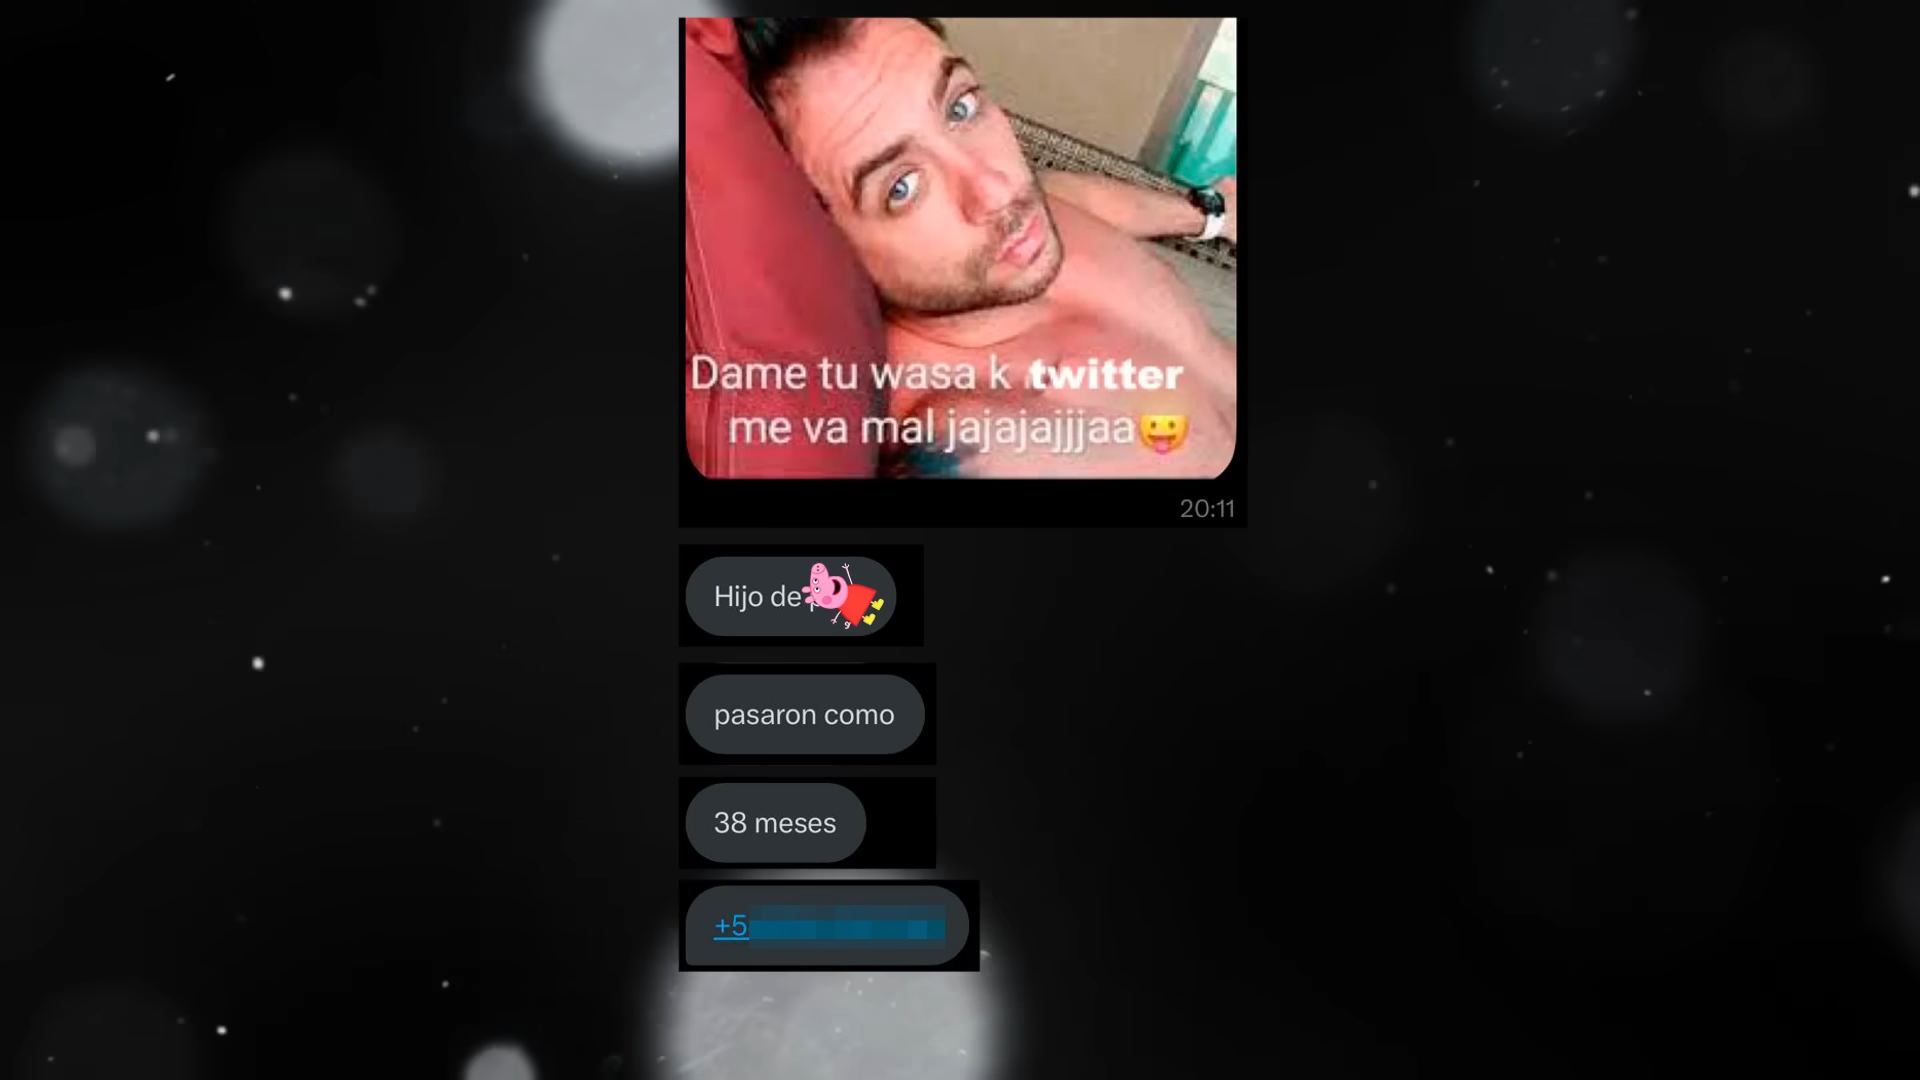 Dame tu wasa k twitter
me va mal jajajajjjaa
20:11
Hijo de
pasaron como
38 meses
+5